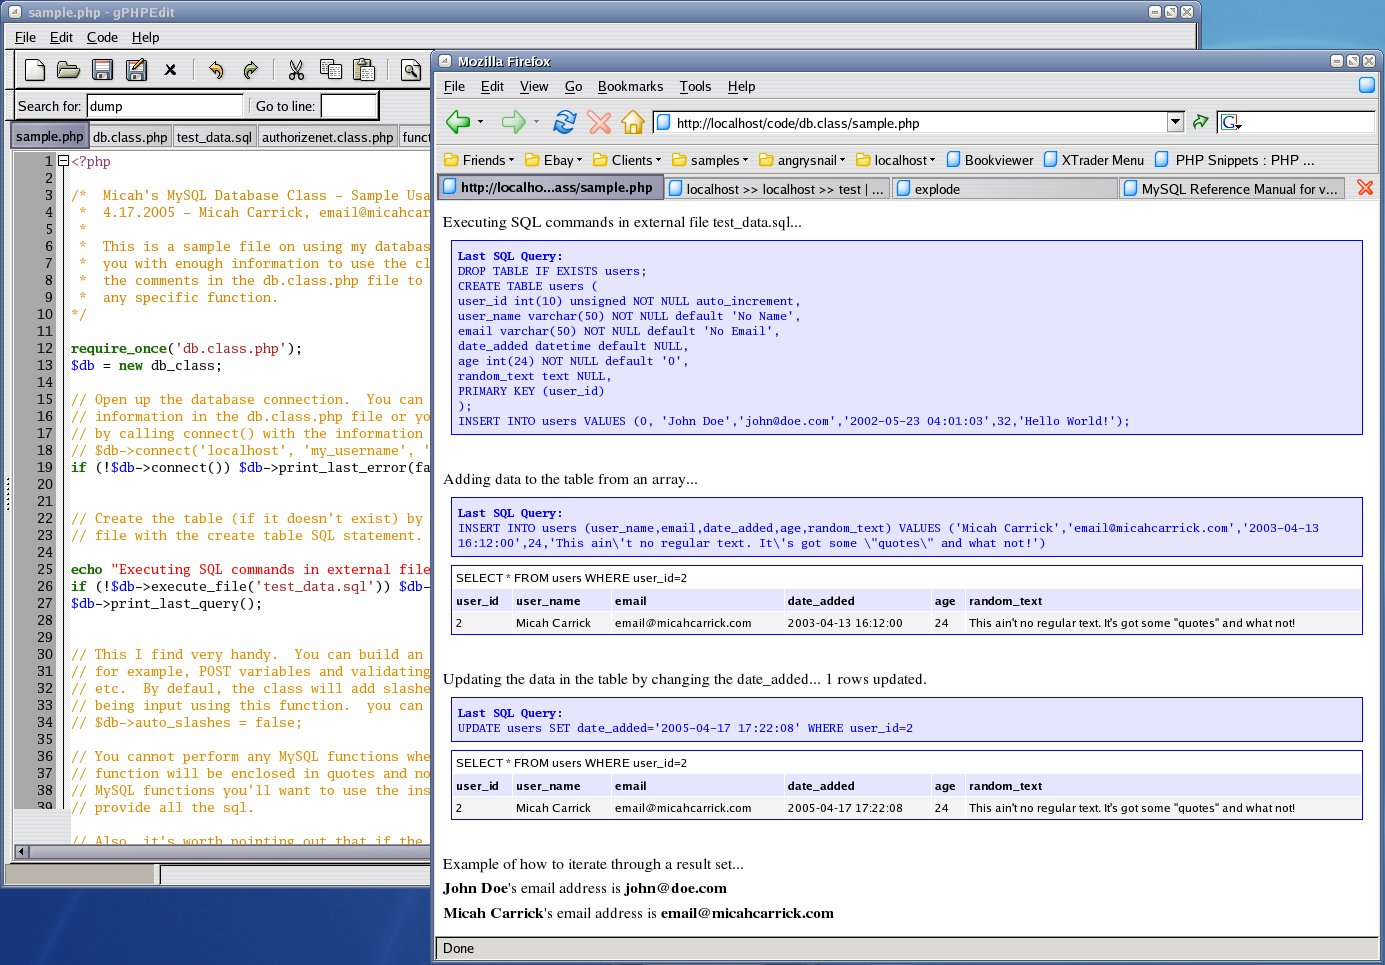 sample.php - gPHPEdit
File Edit Code Help
Search for: dump Go to line:
sample.php db.class.php test_data.sql authorizenet.class.php funct
1 <?php
2
3 /* Micah's MySQL Database Class - Sample Usa
4 * 4.17.2005 - Micah Carrick, email@micahcar
5 *
6 * This is a sample file on using my databas
7 * you with enough information to use the cl
8 * the comments in the db.class.php file to
9 * any specific function.
10 */
11
12 require_once('db.class.php');
13 $db = new db_class;
14
15 // Open up the database connection. You can
16 // information in the db.class.php file or yo
17 // by calling connect() with the information
18 // $db->connect('localhost', 'my_username', '
19 if (!$db->connect()) $db->print_last_error(fa
20
21
22 // Create the table (if it doesn't exist) by
23 // file with the create table SQL statement.
24
25 echo "Executing SQL commands in external file
26 if (!$db->execute_file('test_data.sql')) $db-
27 $db->print_last_query();
28
29
30 // This I find very handy. You can build an
31 // for example, POST variables and validating
32 // etc. By defaul, the class will add slashe
33 // being input using this function. you can
34 // $db->auto_slashes = false;
35
36 // You cannot perform any MySQL functions whe
37 // function will be enclosed in quotes and no
38 // MySQL functions you'll want to use the ins
39 // provide all the sql.
// Also, it's worth pointing out that if the
Mozilla Firefox
File Edit View Go Bookmarks Tools Help
http://localhost/code/db.class/sample.php G
Friends Ebay Clients samples angrysnail localhost Bookviewer XTrader Menu PHP Snippets : PHP ...
http://localho...ass/sample.php localhost >> localhost >> test | ... explode MySQL Reference Manual for v...
Executing SQL commands in external file test_data.sql...
Last SQL Query:
DROP TABLE IF EXISTS users;
CREATE TABLE users (
user_id int(10) unsigned NOT NULL auto_increment,
user_name varchar(50) NOT NULL default 'No Name',
email varchar(50) NOT NULL default 'No Email',
date_added datetime default NULL,
age int(24) NOT NULL default '0',
random_text text NULL,
PRIMARY KEY (user_id)
);
INSERT INTO users VALUES (0, 'John Doe','john@doe.com','2002-05-23 04:01:03',32,'Hello World!');
Adding data to the table from an array...
Last SQL Query:
INSERT INTO users (user_name,email,date_added,age,random_text) VALUES ('Micah Carrick','email@micahcarrick.com','2003-04-13
16:12:00',24,'This ain\'t no regular text. It\'s got some \"quotes\" and what not!')
SELECT * FROM users WHERE user_id=2
user_id user_name email date_added age random_text
2 Micah Carrick email@micahcarrick.com 2003-04-13 16:12:00 24 This ain't no regular text. It's got some "quotes" and what not!
Updating the data in the table by changing the date_added... 1 rows updated.
Last SQL Query:
UPDATE users SET date_added='2005-04-17 17:22:08' WHERE user_id=2
SELECT * FROM users WHERE user_id=2
user_id user_name email date_added age random_text
2 Micah Carrick email@micahcarrick.com 2005-04-17 17:22:08 24 This ain't no regular text. It's got some "quotes" and what not!
Example of how to iterate through a result set...
John Doe's email address is john@doe.com
Micah Carrick's email address is email@micahcarrick.com
Done